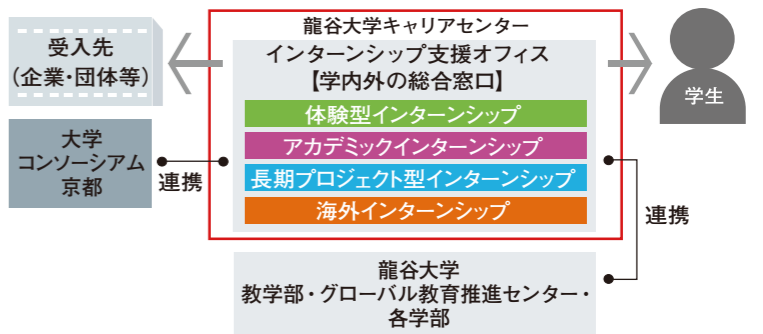 龍谷大学キャリアセンター
受入先
(企業・団体等)
インターンシップ支援オフィス
【学内外の総合窓口】
体験型インターンシップ
アカデミックインターンシップ
長期プロジェクト型インターンシップ
海外インターンシップ
学生
大学
コンソーシアム
京都
連携
連携
龍谷大学
教学部・グローバル教育推進センター・
各学部